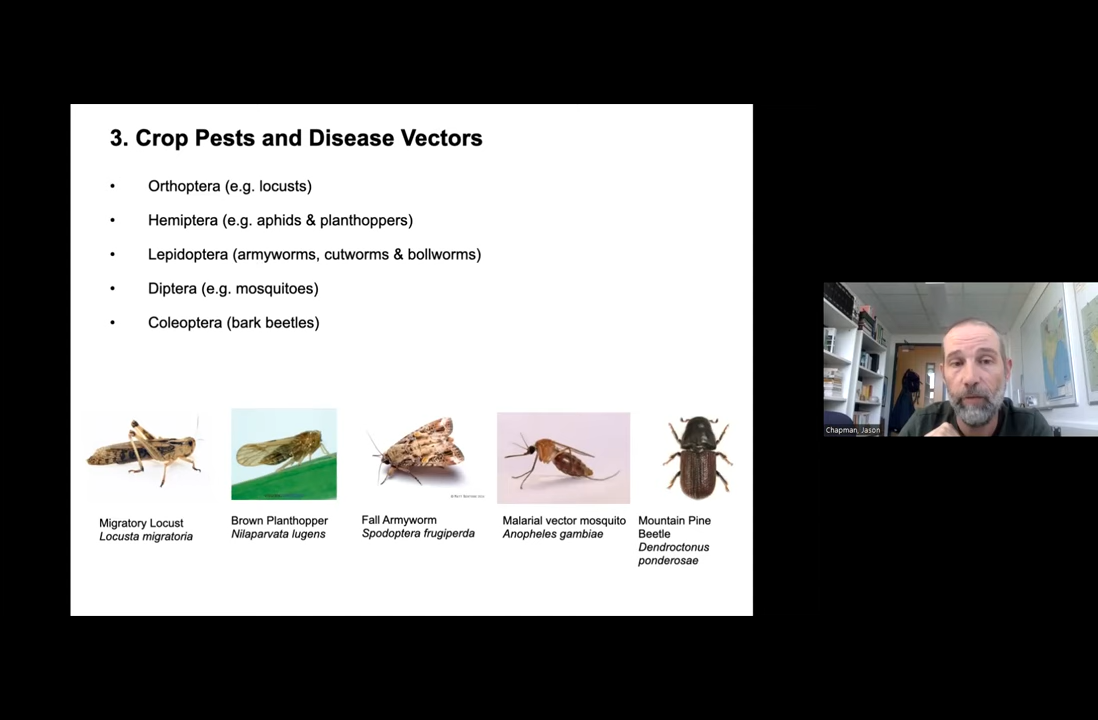 3. Crop Pests and Disease Vectors
• Orthoptera (e.g. locusts)
• Hemiptera (e.g. aphids & planthoppers)
• Lepidoptera (armyworms, cutworms & bollworms)
• Diptera (e.g. mosquitoes)
• Coleoptera (bark beetles)
Migratory Locust
Locusta migratoria
Brown Planthopper
Nilaparvata lugens
Fall Armyworm
Spodoptera frugiperda
Malarial vector mosquito
Anopheles gambiae
Mountain Pine
Beetle
Dendroctonus
ponderosae
Chapman, Jason